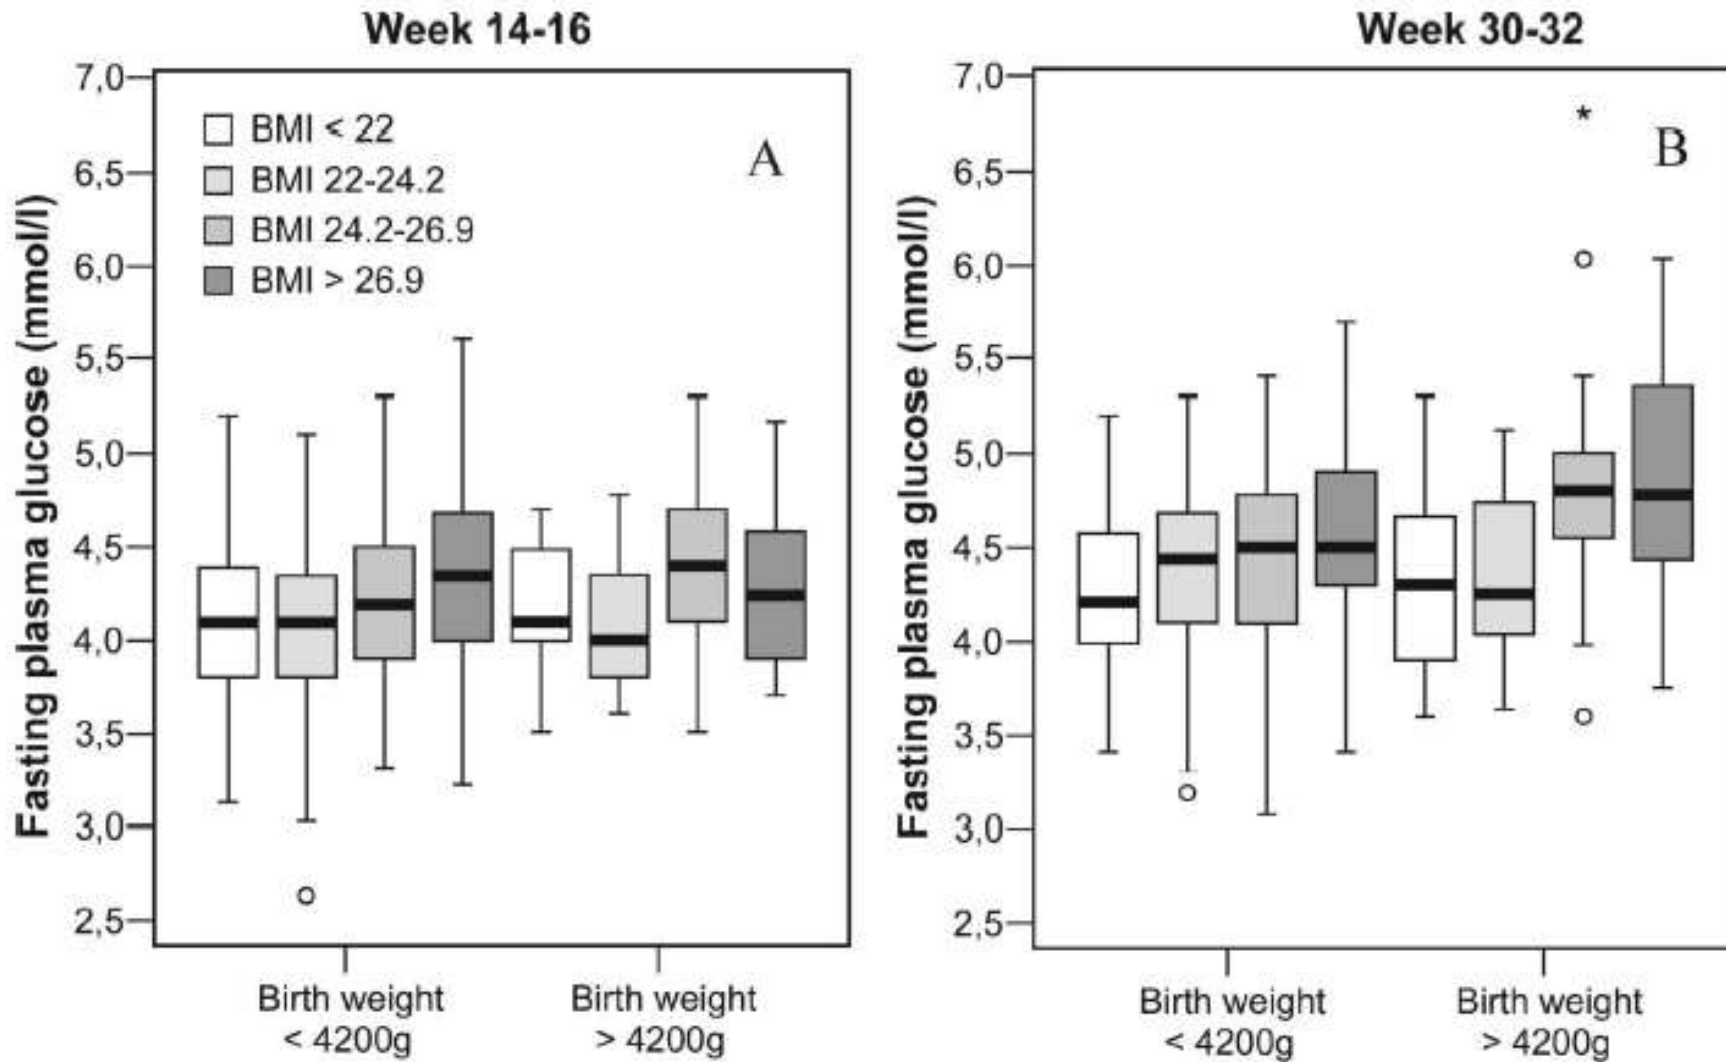 Week 14-16
Fasting plasma glucose (mmol/l)
7,0
6,5
6,0
5,5
5,0
4,5
4,0
3,5
3,0
2,5
BMI < 22
BMI 22-24.2
BMI 24.2-26.9
BMI > 26.9
A
Birth weight
< 4200g
Birth weight
> 4200g
Week 30-32
Fasting plasma glucose (mmol/l)
7,0
6,5
6,0
5,5
5,0
4,5
4,0
3,5
3,0
2,5
*
B
Birth weight
< 4200g
Birth weight
> 4200g